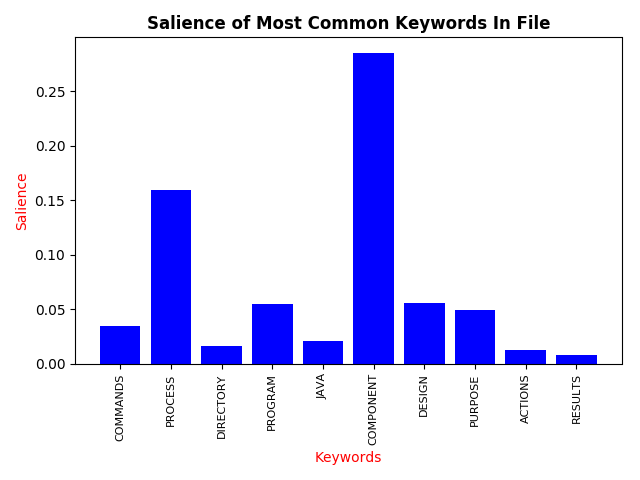 Salience of Most Common Keywords In File
Salience
0.25
0.20
0.15
0.10
0.05
0.00
COMMANDS
PROCESS
DIRECTORY
PROGRAM
JAVA
COMPONENT
DESIGN
PURPOSE
ACTIONS
RESULTS
Keywords